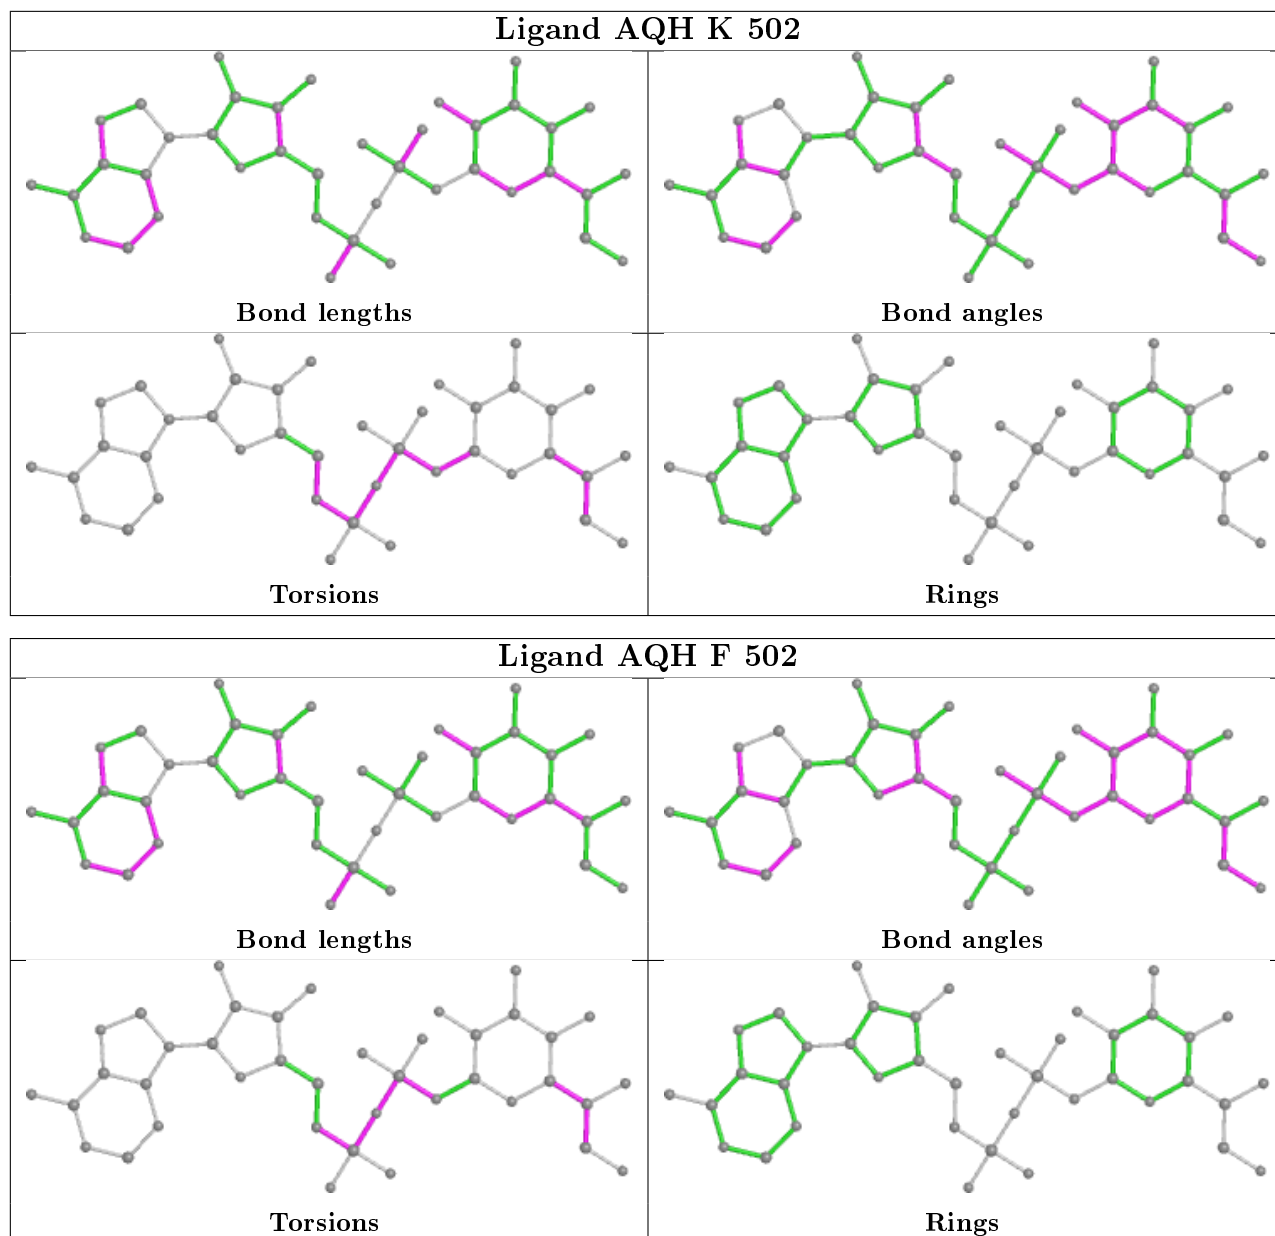 Ligand AQH K 502
Bond lengths
Bond angles
Torsions
Rings
Ligand AQH F 502
Bond lengths
Bond angles
Torsions
Rings